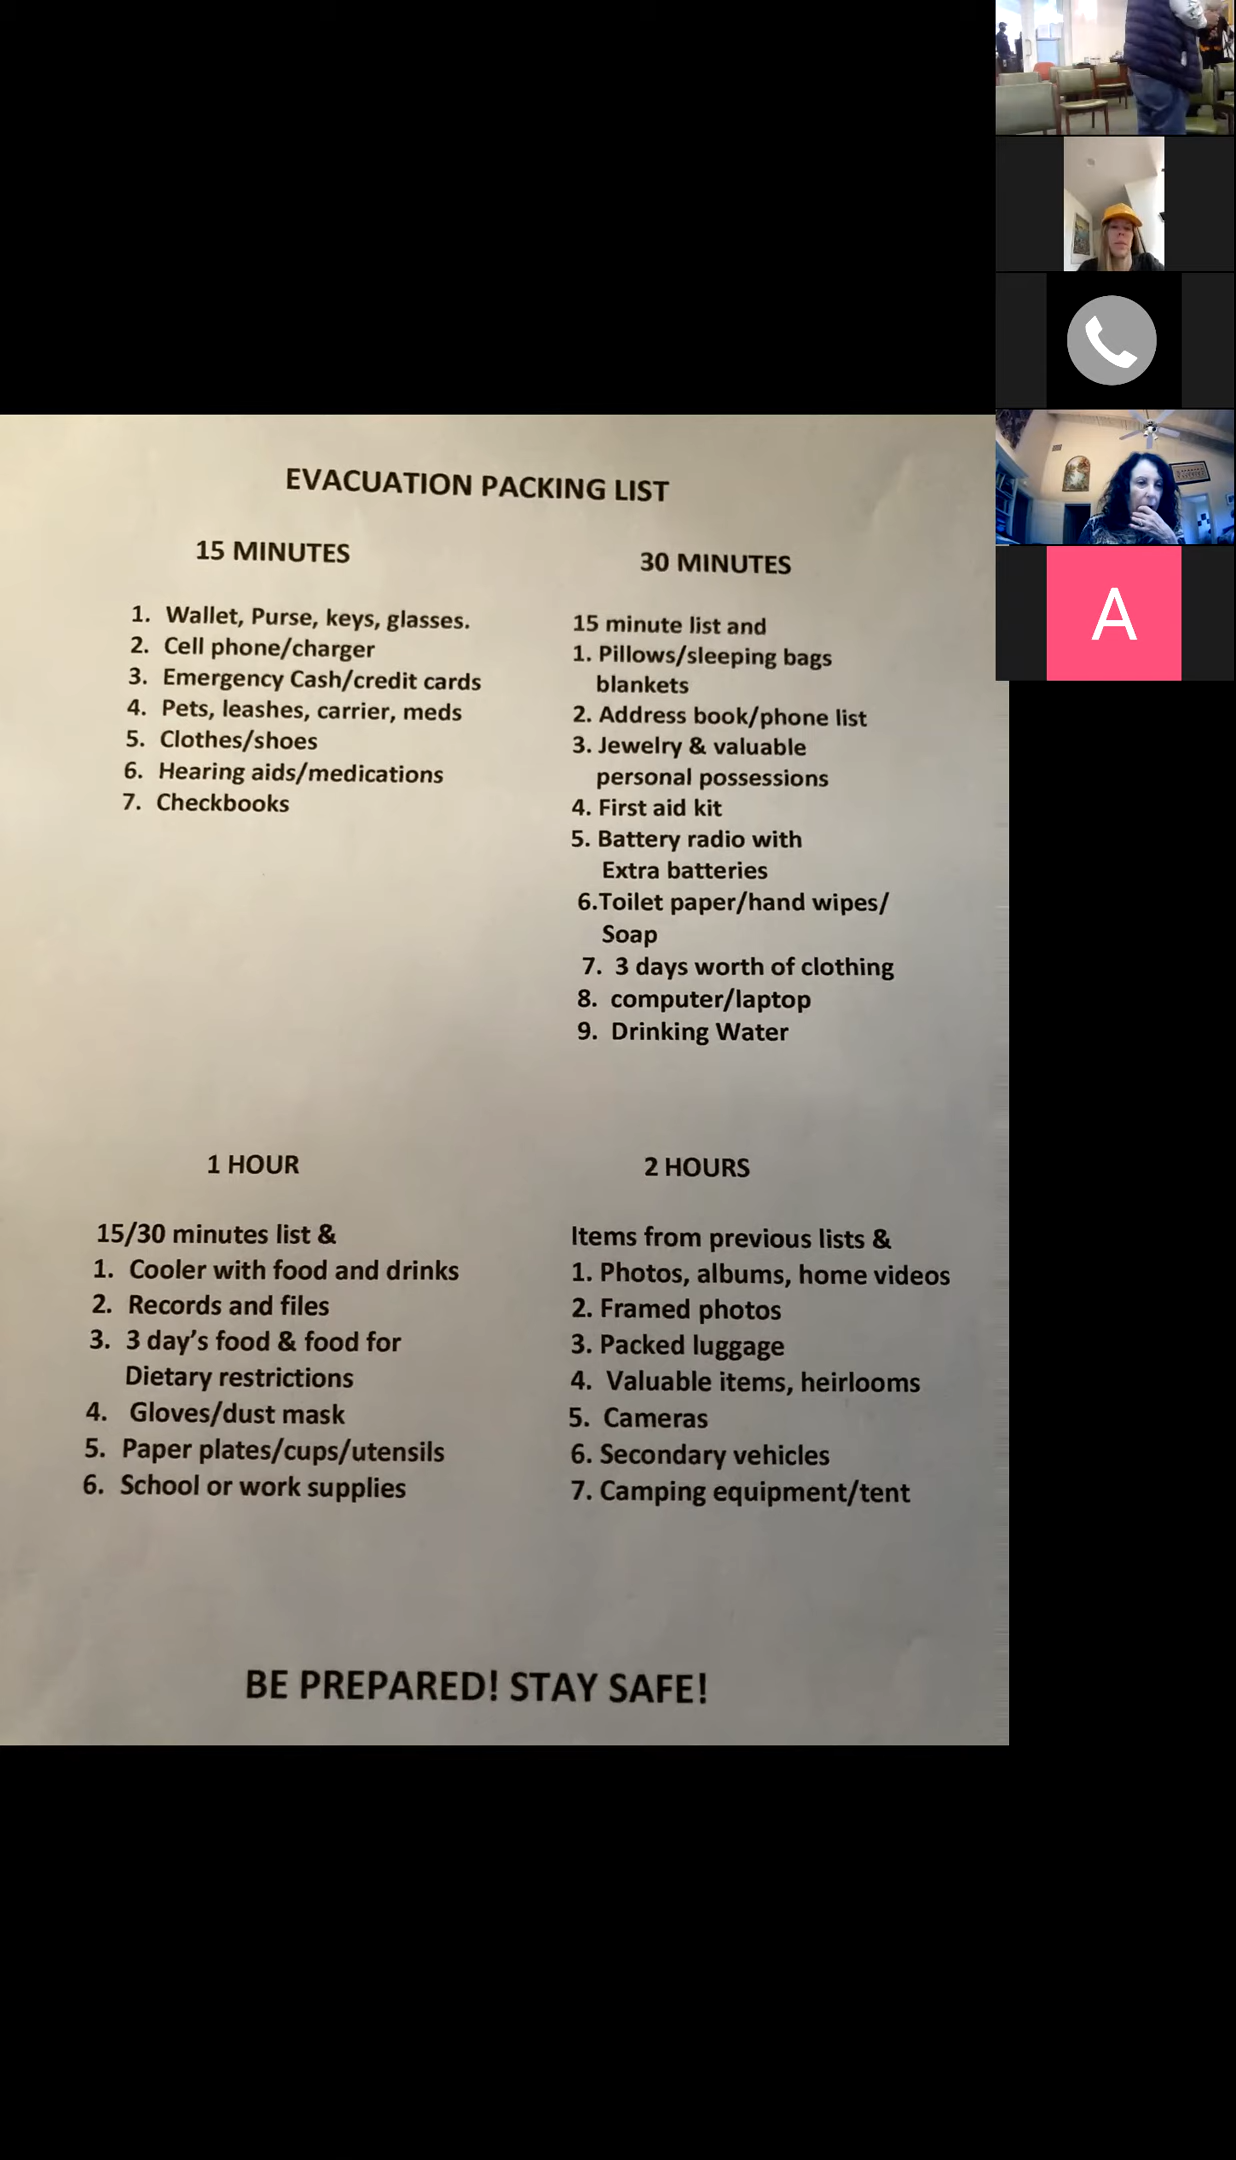 EVACUATION PACKING LIST
15 MINUTES
1. Wallet, Purse, keys, glasses.
2. Cell phone/charger
3. Emergency Cash/credit cards
4. Pets, leashes, carrier, meds
5. Clothes/shoes
6. Hearing aids/medications
7. Checkbooks
30 MINUTES
15 minute list and
1. Pillows/sleeping bags
blankets
2. Address book/phone list
3. Jewelry & valuable
personal possessions
4. First aid kit
5. Battery radio with
Extra batteries
6.Toilet paper/hand wipes/
Soap
7. 3 days worth of clothing
8. computer/laptop
9. Drinking Water
1 HOUR
15/30 minutes list &
1. Cooler with food and drinks
2. Records and files
3. 3 day's food & food for
Dietary restrictions
4. Gloves/dust mask
5. Paper plates/cups/utensils
6. School or work supplies
2 HOURS
Items from previous lists &
1. Photos, albums, home videos
2. Framed photos
3. Packed luggage
4. Valuable items, heirlooms
5. Cameras
6. Secondary vehicles
7. Camping equipment/tent
BE PREPARED! STAY SAFE!
A